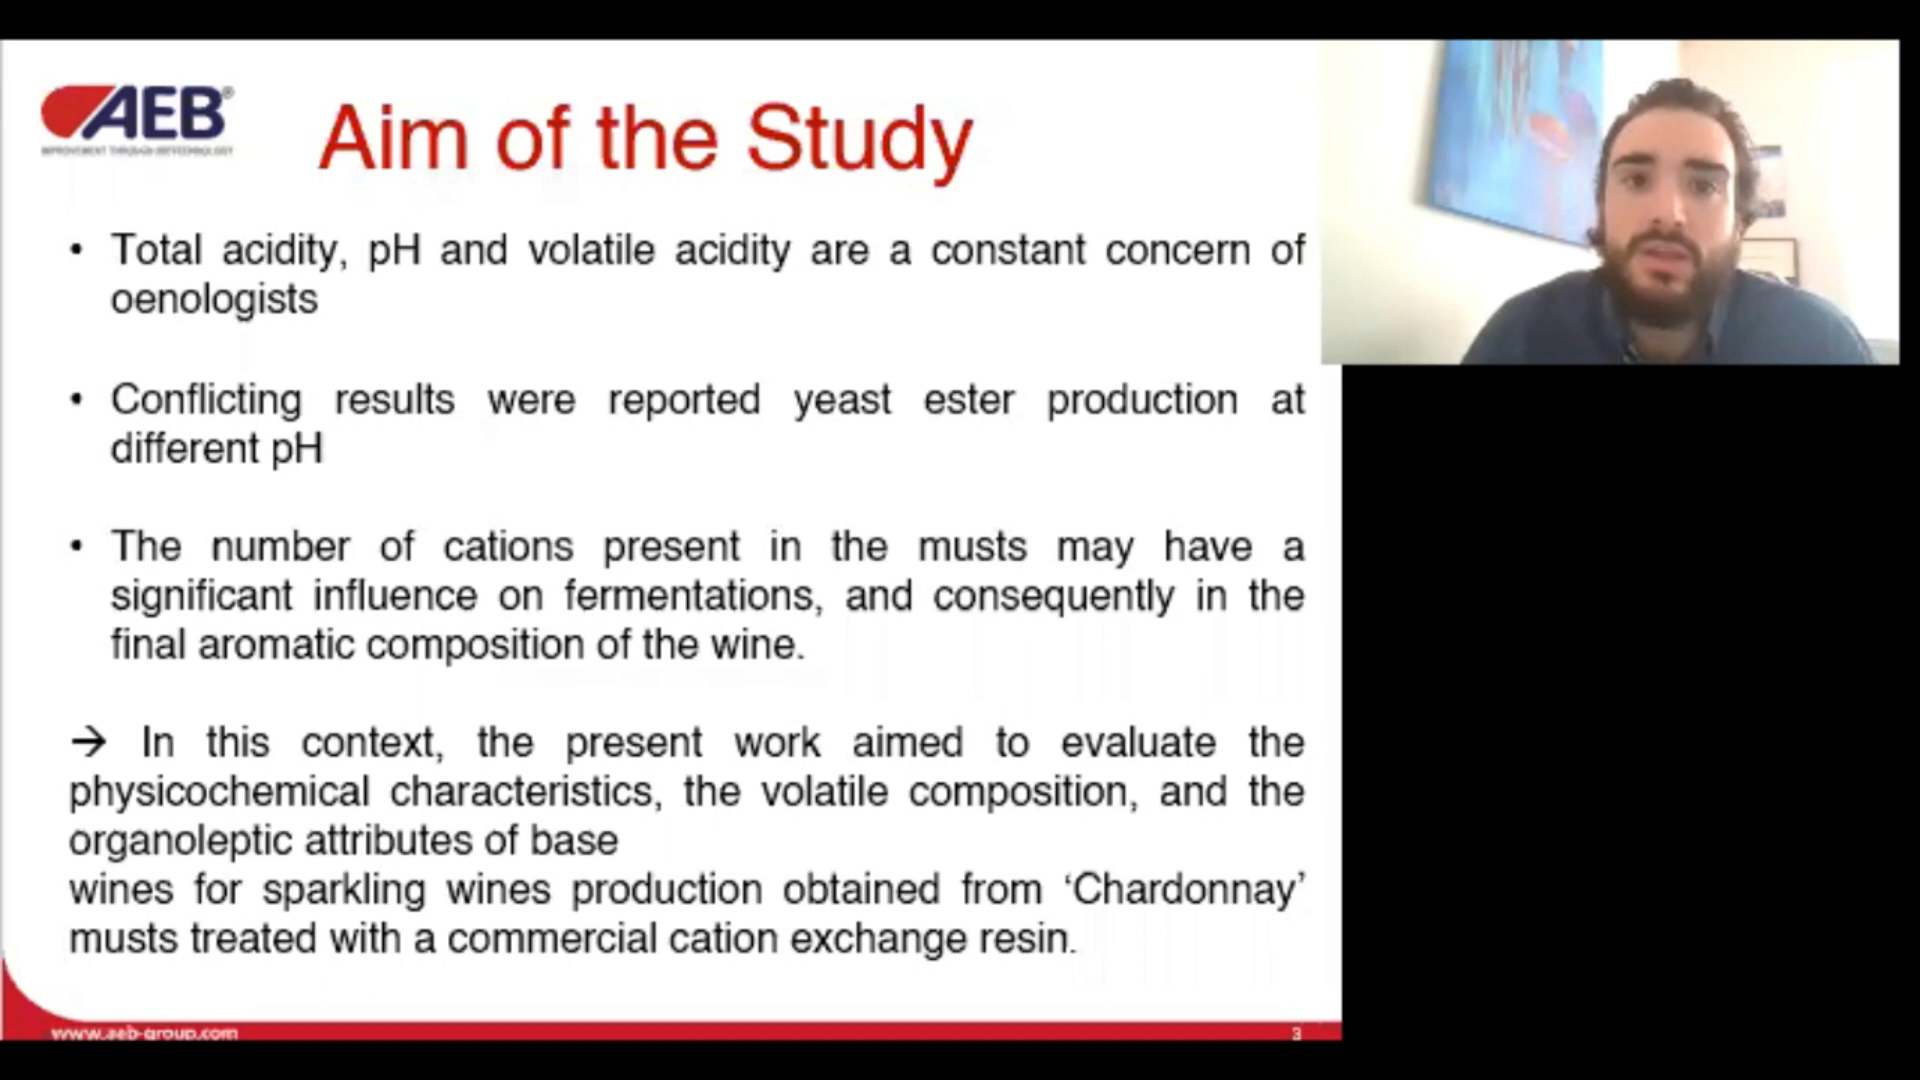 AEB®
IMPROVEMENT THROUGH BIOTECHNOLOGY
Aim of the Study
• Total acidity, pH and volatile acidity are a constant concern of
oenologists
• Conflicting results were reported yeast ester production at
different pH
• The number of cations present in the musts may have a
significant influence on fermentations, and consequently in the
final aromatic composition of the wine.
→ In this context, the present work aimed to evaluate the
physicochemical characteristics, the volatile composition, and the
organoleptic attributes of base
wines for sparkling wines production obtained from ‘Chardonnay’
musts treated with a commercial cation exchange resin.
www.aeb-group.com
3